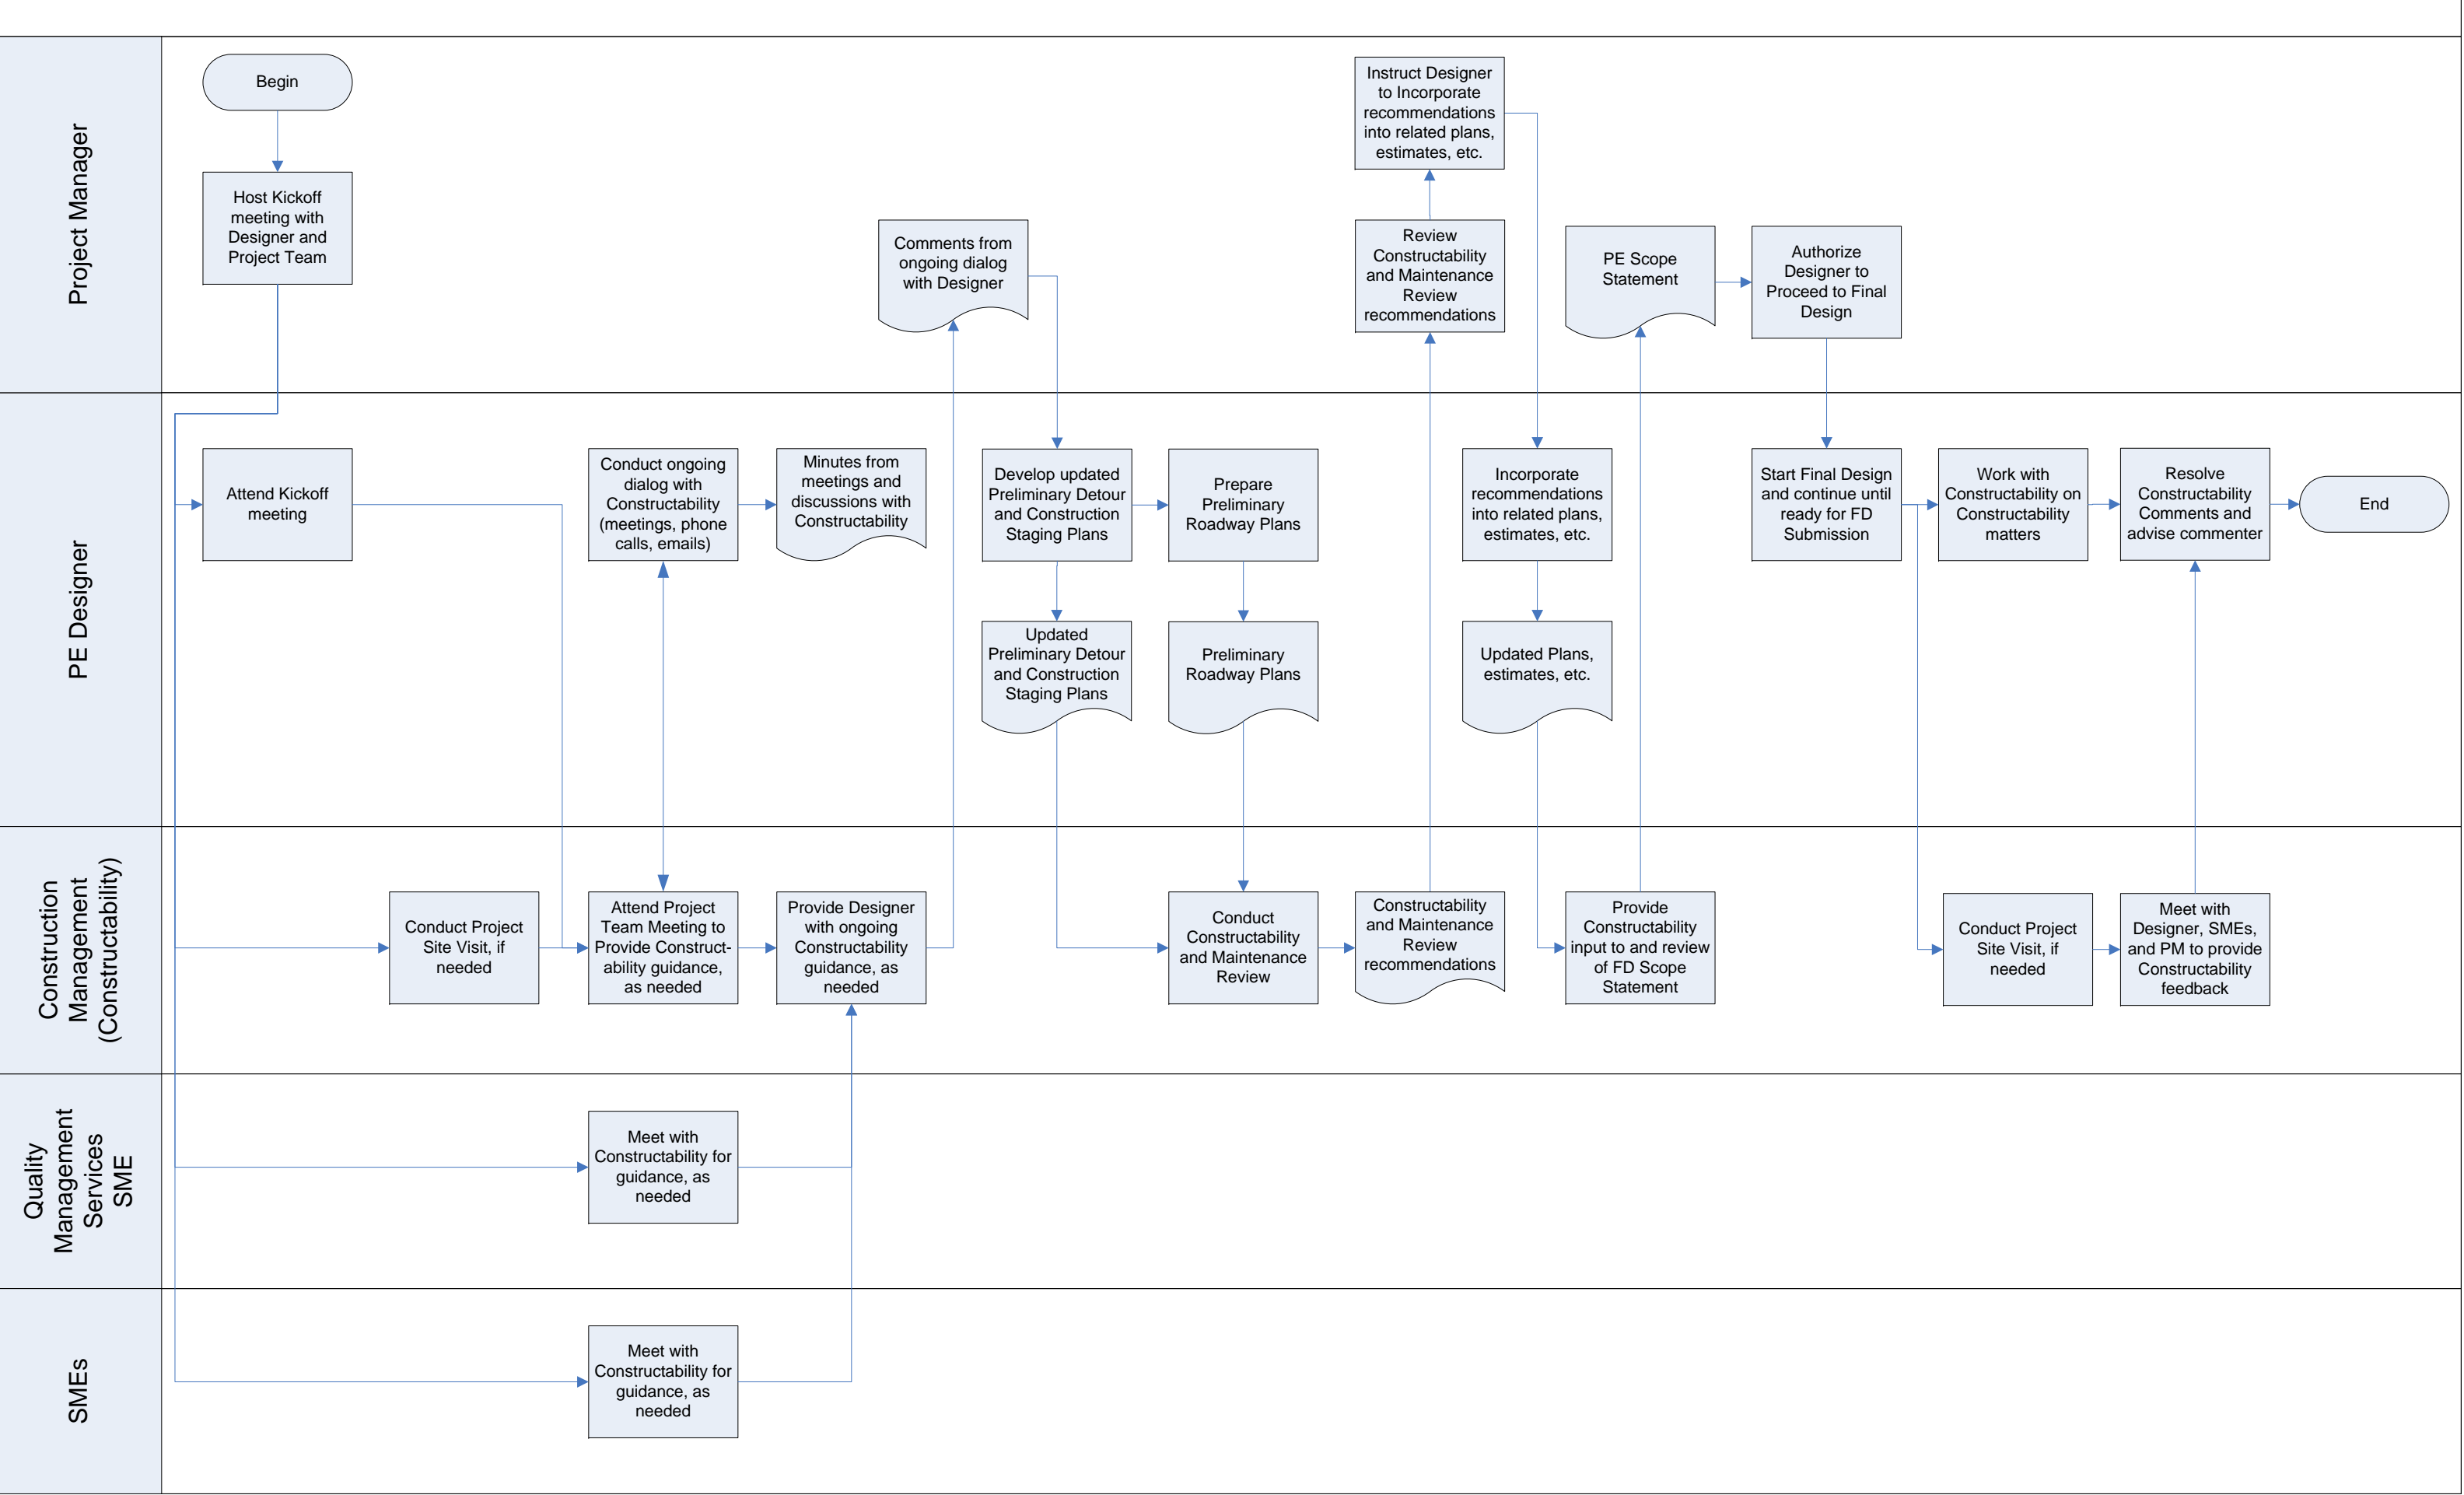 Project Manager
Begin
Host Kickoff
meeting with
Designer and
Project Team
Comments from
ongoing dialog
with Designer
Instruct Designer
to Incorporate
recommendations
into related plans,
estimates, etc.
Review
Constructability
and Maintenance
Review
recommendations
PE Scope
Statement
Authorize
Designer to
Proceed to Final
Design
PE Designer
Attend Kickoff
meeting
Conduct ongoing
dialog with
Constructability
(meetings, phone
calls, emails)
Minutes from
meetings and
discussions with
Constructability
Develop updated
Preliminary Detour
and Construction
Staging Plans
Prepare
Preliminary
Roadway Plans
Incorporate
recommendations
into related plans,
estimates, etc.
Start Final Design
and continue until
ready for FD
Submission
Work with
Constructability on
Constructability
matters
Resolve
Constructability
Comments and
advise commenter
End
Updated
Preliminary Detour
and Construction
Staging Plans
Preliminary
Roadway Plans
Updated Plans,
estimates, etc.
Construction
Management
(Constructability)
Conduct Project
Site Visit, if
needed
Attend Project
Team Meeting to
Provide Construct-
ability guidance,
as needed
Provide Designer
with ongoing
Constructability
guidance, as
needed
Conduct
Constructability
and Maintenance
Review
Constructability
and Maintenance
Review
recommendations
Provide
Constructability
input to and review
of FD Scope
Statement
Conduct Project
Site Visit, if
needed
Meet with
Designer, SMEs,
and PM to provide
Constructability
feedback
Quality
Management
Services
SME
Meet with
Constructability for
guidance, as
needed
SMEs
Meet with
Constructability for
guidance, as
needed